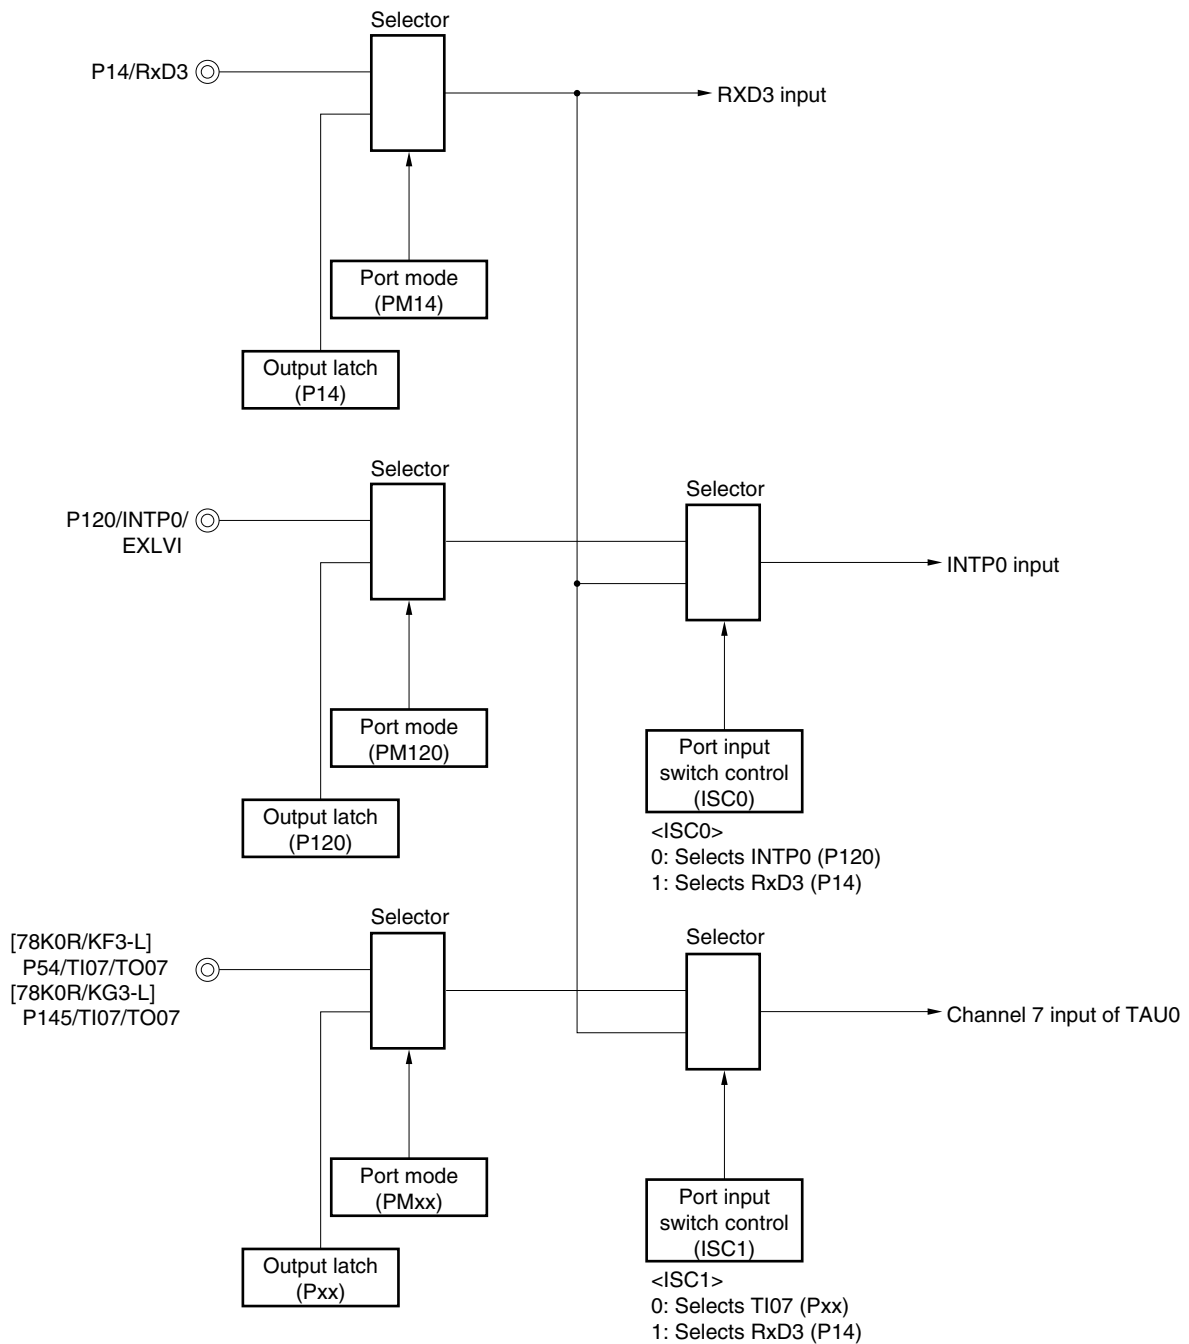 Selector
P14/RxD3
RXD3 input
Port mode
(PM14)
Output latch
(P14)
Selector
Selector
P120/INTP0/
EXLVI
INTP0 input
Port mode
(PM120)
Port input
switch control
(ISC0)
Output latch
(P120)
<ISC0>
0: Selects INTP0 (P120)
1: Selects RxD3 (P14)
Selector
Selector
[78K0R/KF3-L]
P54/TI07/TO07
[78K0R/KG3-L]
P145/TI07/TO07
Channel 7 input of TAU0
Port mode
(PMxx)
Port input
switch control
(ISC1)
Output latch
(Pxx)
<ISC1>
0: Selects TI07 (Pxx)
1: Selects RxD3 (P14)